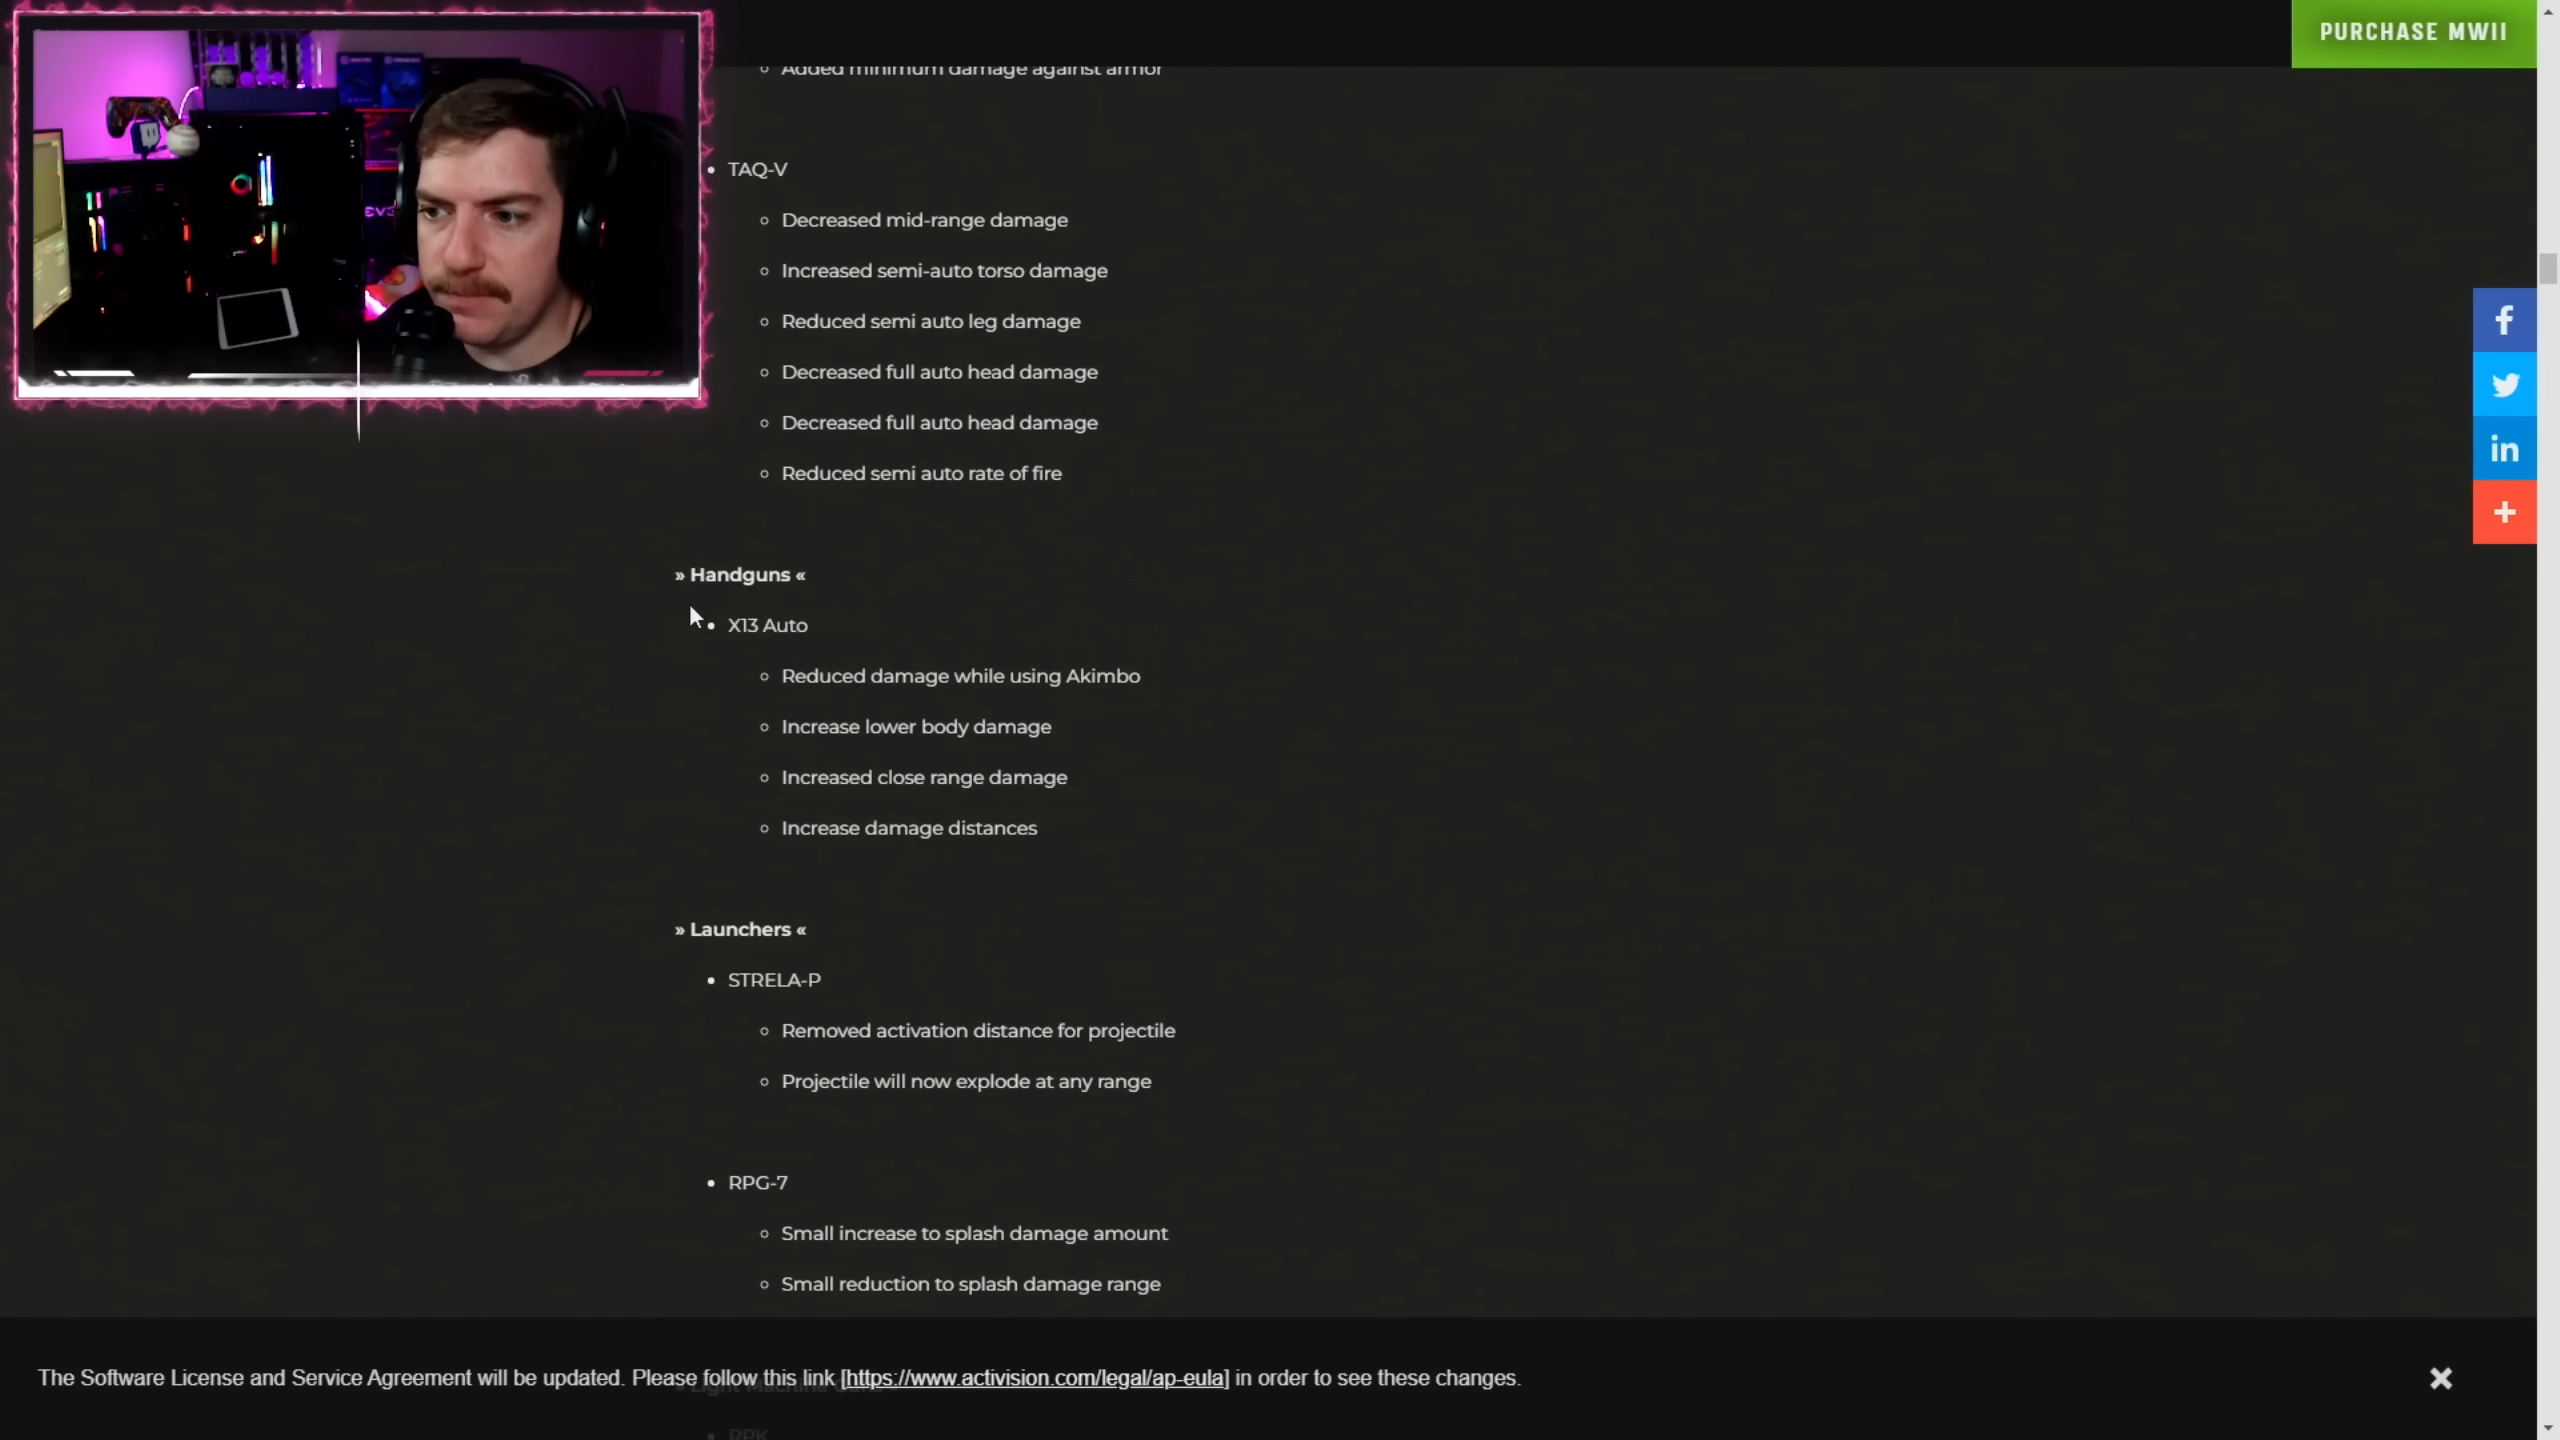 PURCHASE MWII
Added minimum damage against armor
TAQ-V
Decreased mid-range damage
Increased semi-auto torso damage
Reduced semi auto leg damage
Decreased full auto head damage
Decreased full auto head damage
Reduced semi auto rate of fire
» Handguns «
X13 Auto
Reduced damage while using Akimbo
Increase lower body damage
Increased close range damage
Increase damage distances
» Launchers «
STRELA-P
Removed activation distance for projectile
Projectile will now explode at any range
RPG-7
Small increase to splash damage amount
Small reduction to splash damage range
The Software License and Service Agreement will be updated. Please follow this link [https://www.activision.com/legal/ap-eula] in order to see these changes.
RPK